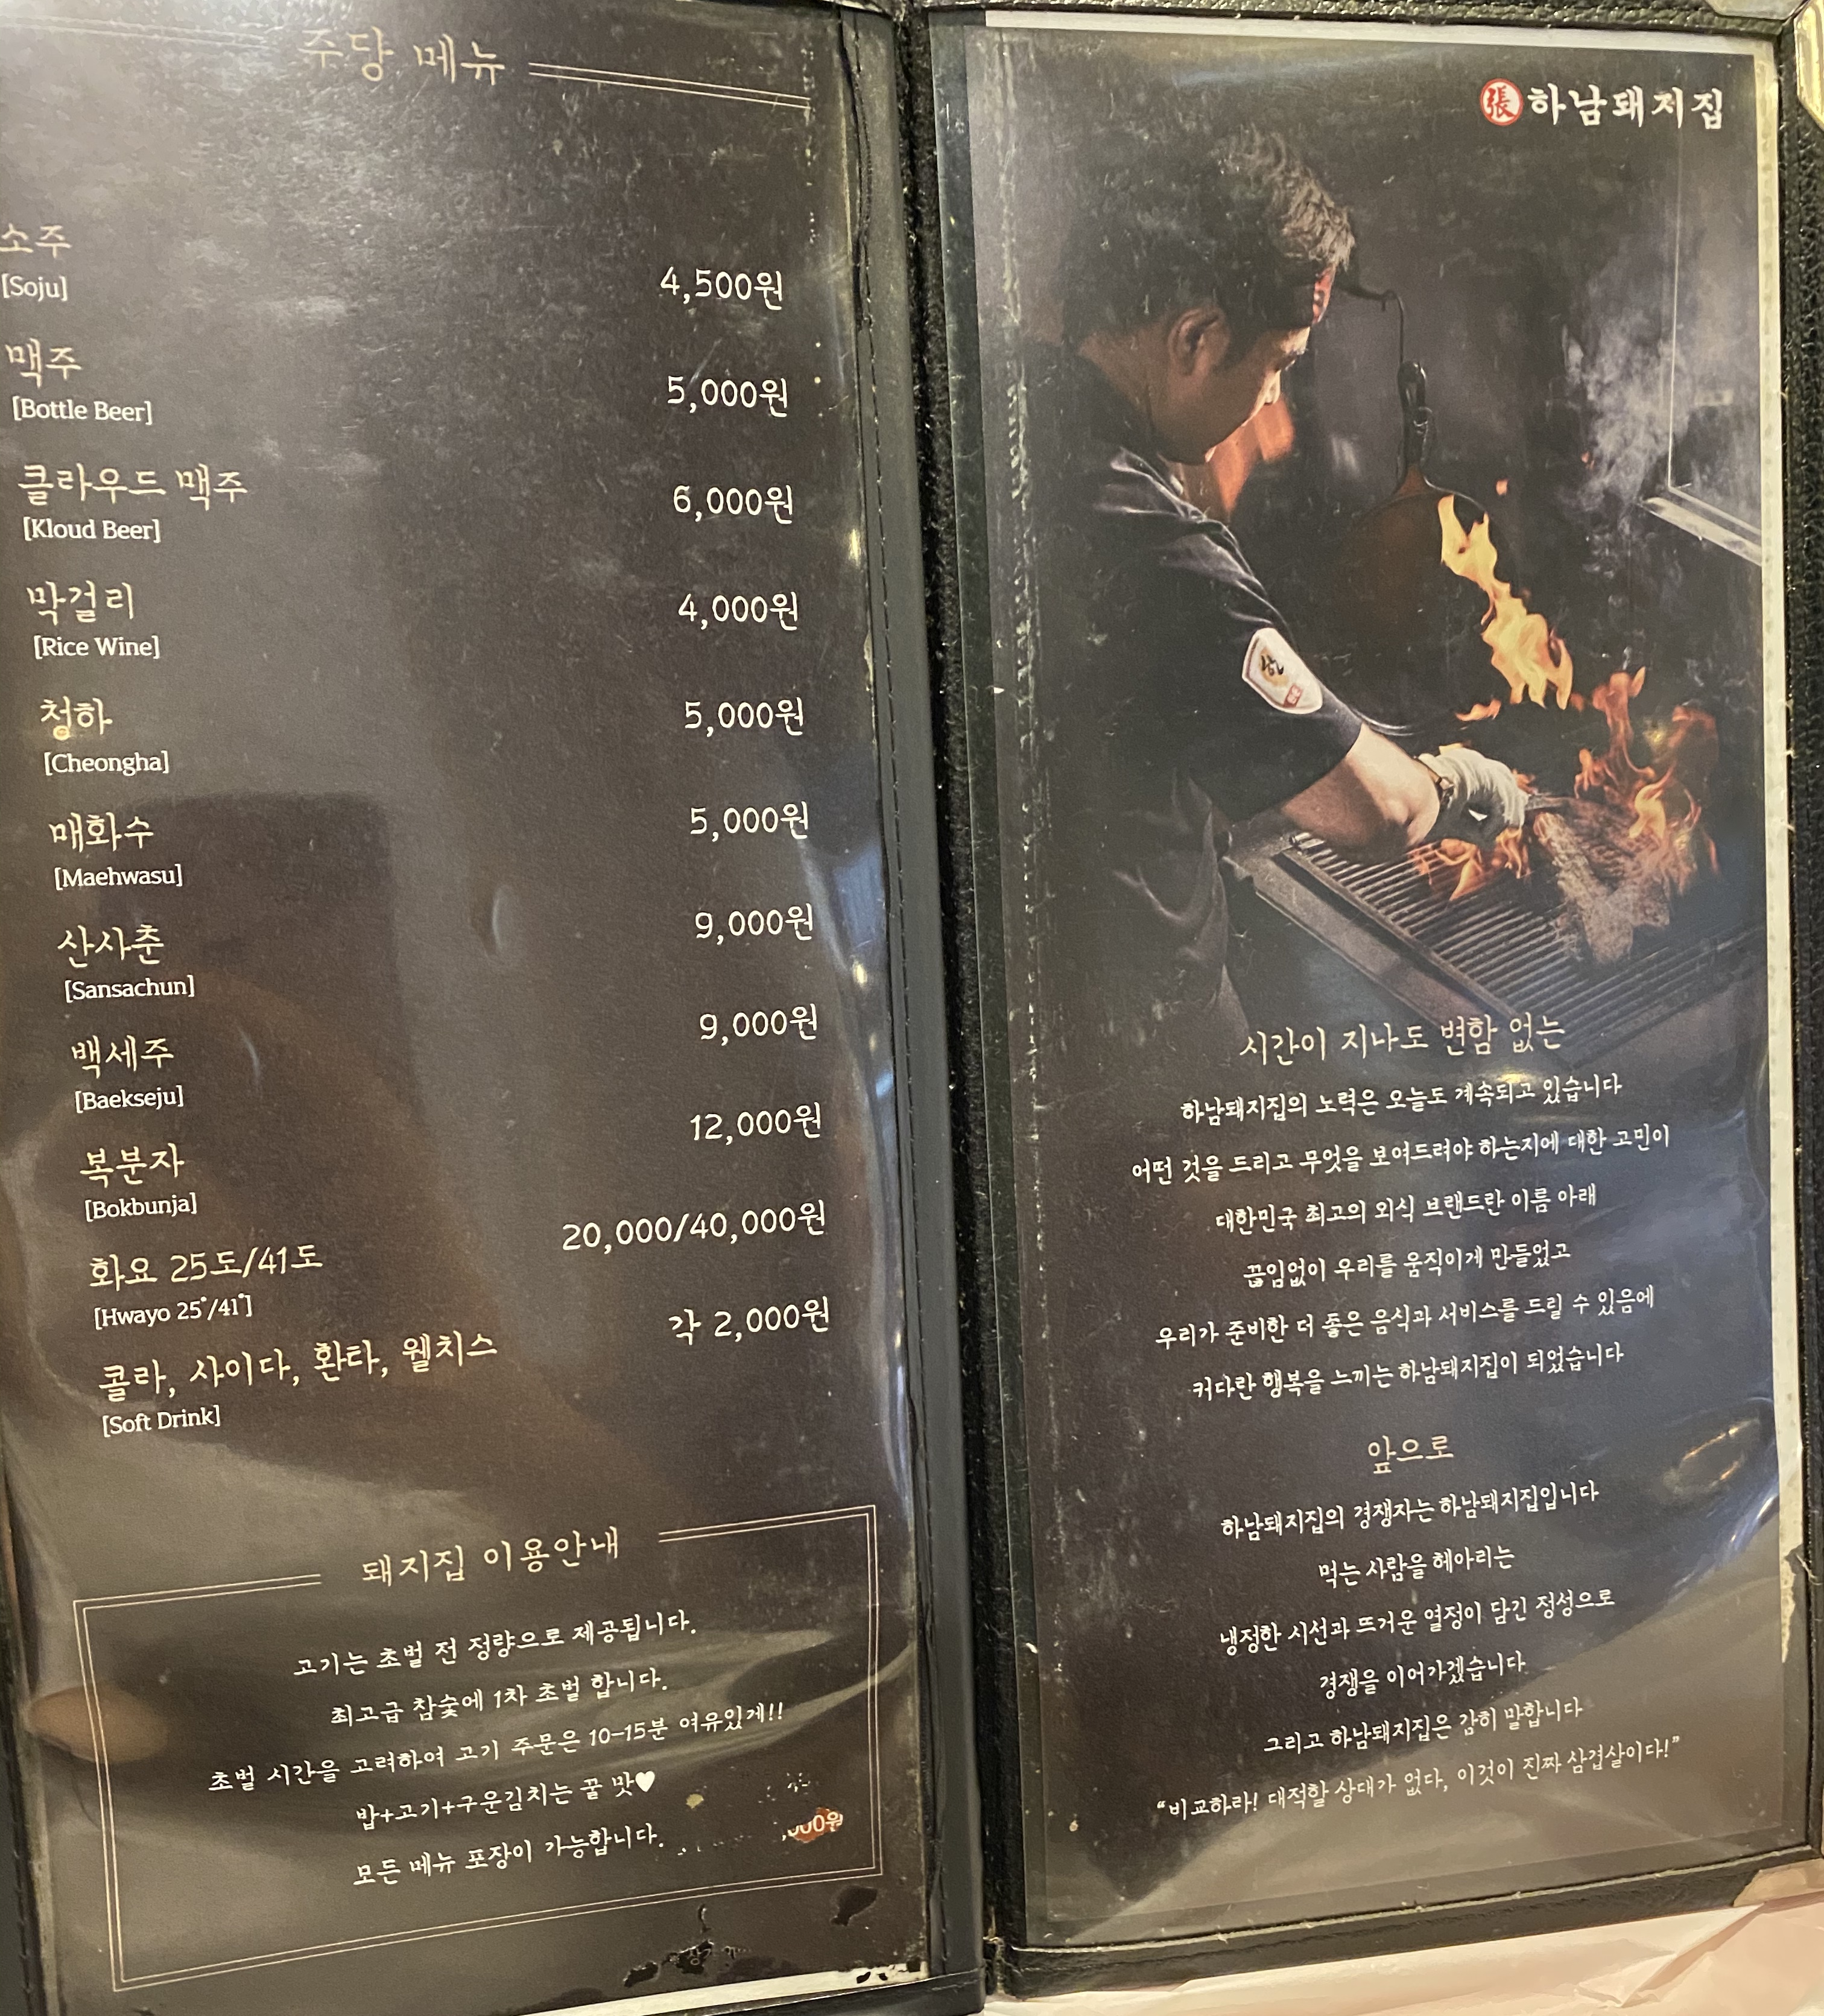 주당 메뉴
소주
[Soju]
4,500원
맥주
[Bottle Beer]
5,000원
클라우드 맥주
[Kloud Beer]
6,000원
막걸리
[Rice Wine]
4,000원
청하
[Cheongha]
5,000원
매화수
[Maehwasu]
5,000원
산사춘
[Sansachun]
9,000원
백세주
[Baekseju]
9,000원
복분자
[Bokbunja]
12,000원
화요 25도/41도
[Hwayo 25°/41°]
20,000/40,000원
콜라, 사이다, 환타, 웰치스
[Soft Drink]
각 2,000원
돼지집 이용안내
고기는 초벌 전 정량으로 제공됩니다.
최고급 참숯에 1차 초벌 합니다.
초벌 시간을 고려하여 고기 주문은 10-15분 여유있게!!
밥+고기+구운김치는 꿀 맛♥
모든 메뉴 포장이 가능합니다.
張 하남돼지집
시간이 지나도 변함 없는
하남돼지집의 노력은 오늘도 계속되고 있습니다
어떤 것을 드리고 무엇을 보여드려야 하는지에 대한 고민이
대한민국 최고의 외식 브랜드란 이름 아래
끊임없이 우리를 움직이게 만들었고
우리가 준비한 더 좋은 음식과 서비스를 드릴 수 있음에
커다란 행복을 느끼는 하남돼지집이 되었습니다
앞으로
하남돼지집의 경쟁자는 하남돼지집입니다
먹는 사람을 헤아리는
냉정한 시선과 뜨거운 열정이 담긴 정성으로
경쟁을 이어가겠습니다
그리고 하남돼지집은 감히 말합니다
“비교하라! 대적할 상대가 없다, 이것이 진짜 삼겹살이다!”